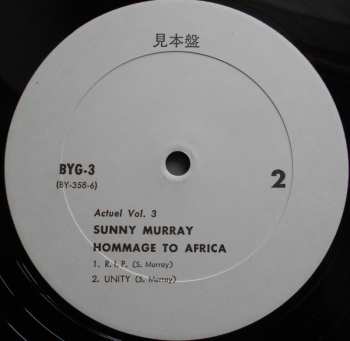 見本盤
BYG-3
(BY-358-6)
2
Actuel Vol. 3
SUNNY MURRAY
HOMMAGE TO AFRICA
1. R. I. P. (S. Murray)
2. UNITY (S. Murray)